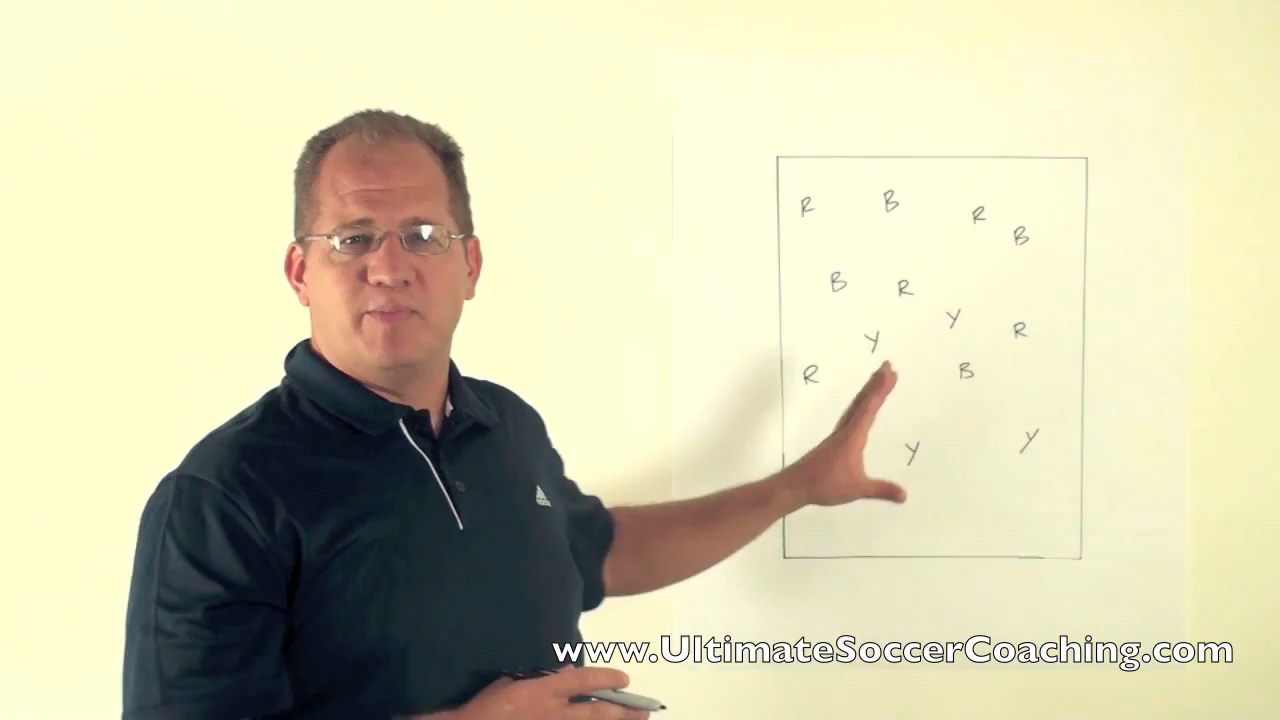 R B R B
B R
Y Y R
R B
Y Y
www.UltimateSoccerCoaching.com